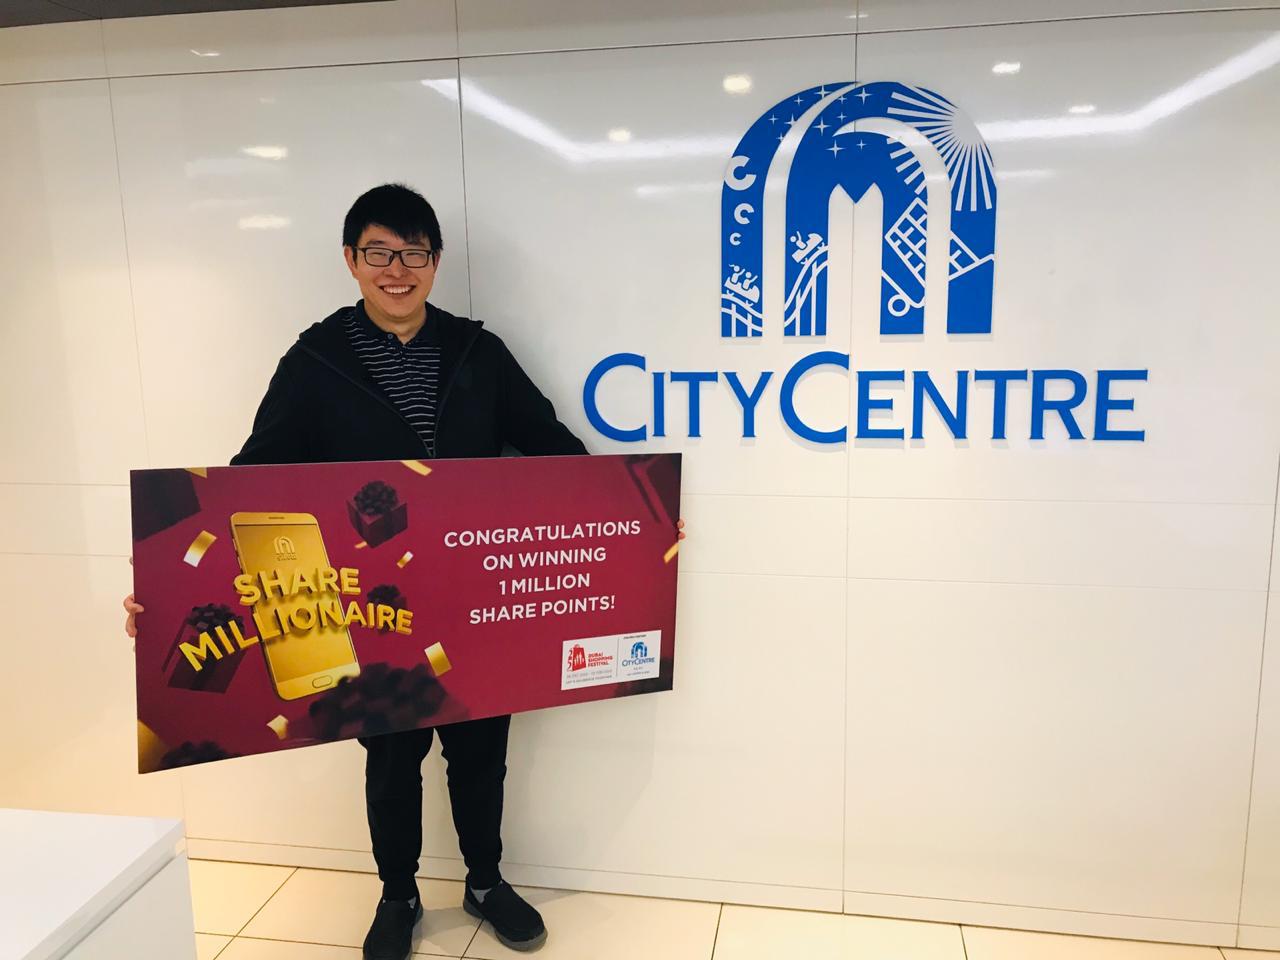 CITYCENTRE
SHARE
MILLIONAIRE
CONGRATULATIONS
ON WINNING
1 MILLION
SHARE POINTS!
DUBAI
SHOPPING
FESTIVAL
CITYCENTRE